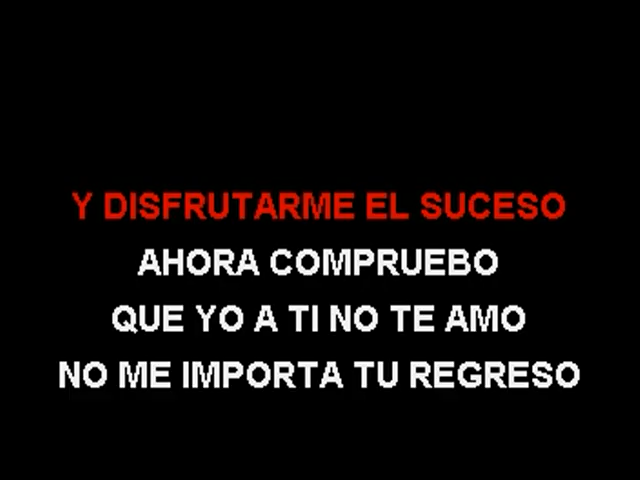 Y DISFRUTARME EL SUCESO
AHORA COMPRUEBO
QUE YO A TI NO TE AMO
NO ME IMPORTA TU REGRESO